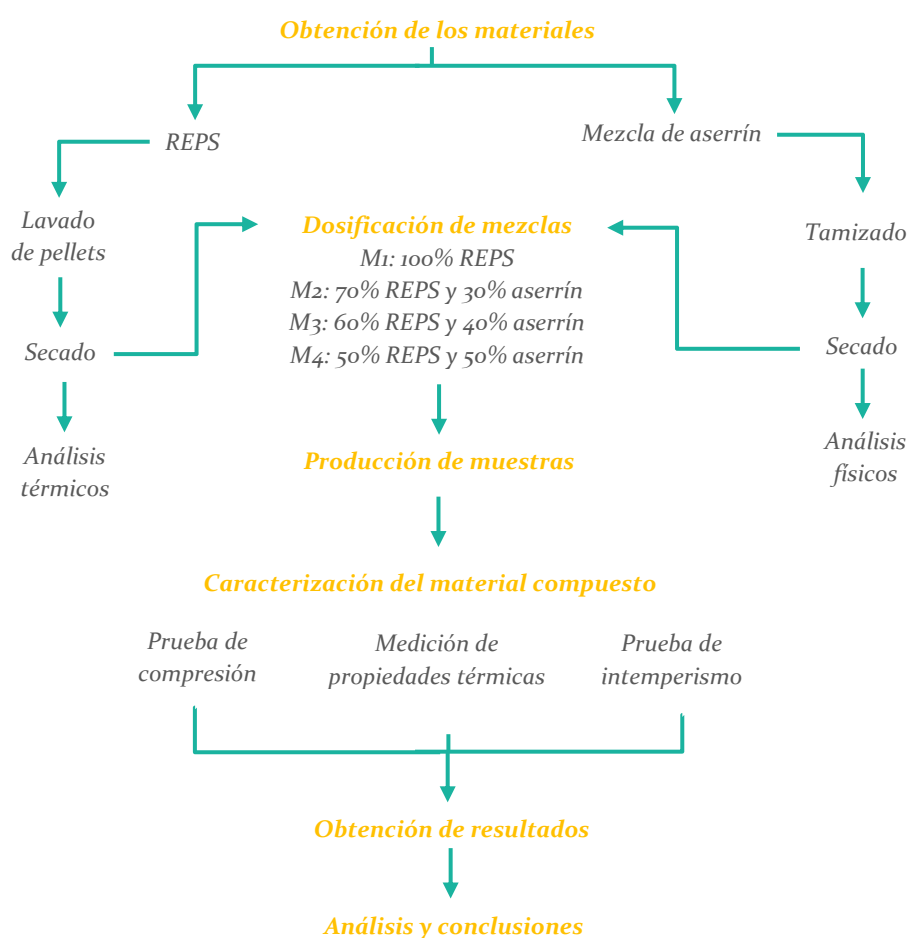 Obtención de los materiales
REPS
Mezcla de aserrín
Lavado
de pellets
Dosificación de mezclas
M1: 100% REPS
M2: 70% REPS y 30% aserrín
M3: 60% REPS y 40% aserrín
M4: 50% REPS y 50% aserrín
Tamizado
Secado
Secado
Análisis
térmicos
Producción de muestras
Análisis
físicos
Caracterización del material compuesto
Prueba de
compresión
Medición de
propiedades térmicas
Prueba de
intemperismo
Obtención de resultados
Análisis y conclusiones